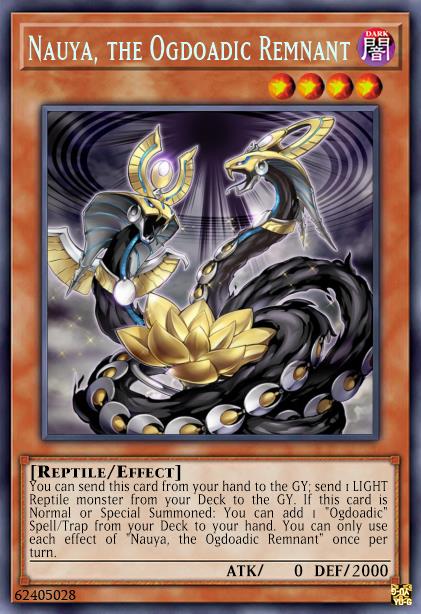 Nauya, the Ogdoadic Remnant
DARK
闇
[Reptile/Effect]
You can send this card from your hand to the GY; send 1 LIGHT
Reptile monster from your Deck to the GY. If this card is
Normal or Special Summoned: You can add 1 "Ogdoadic"
Spell/Trap from your Deck to your hand. You can only use
each effect of "Nauya, the Ogdoadic Remnant" once per
turn.
ATK/ 0 DEF/2000
62405028